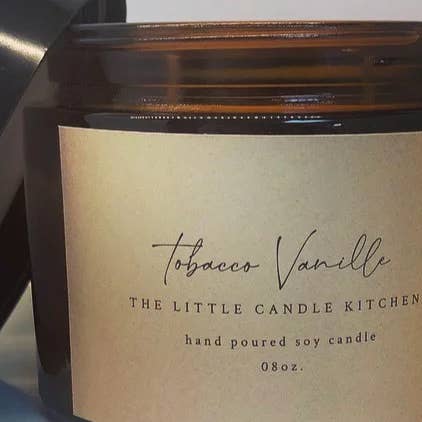 Tobacco Vanille
THE LITTLE CANDLE KITCHEN
hand poured soy candle
08oz.